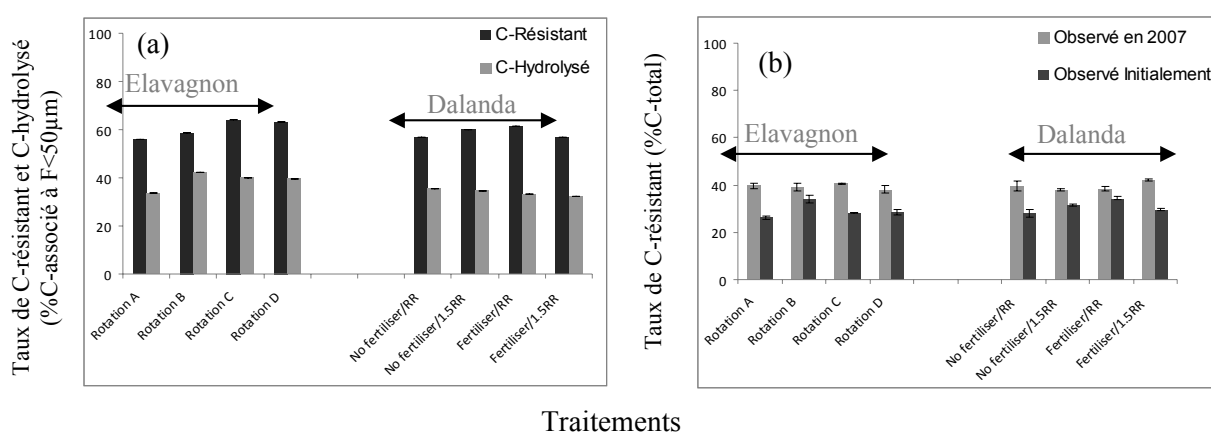 Taux de C-résistant et C-hydrolysé
(%C-associé à F<50µm)
(a)
C-Résistant
C-Hydrolysé
Elavagnon
Dalanda
100
80
60
40
20
0
Rotation A
Rotation B
Rotation C
Rotation D
No fertiliser/RR
No fertiliser/1.5RR
Fertiliser/RR
Fertiliser/1.5RR
Taux de C-résistant (%C-total)
(b)
Observé en 2007
Observé Initialement
Elavagnon
Dalanda
100
80
60
40
20
0
Rotation A
Rotation B
Rotation C
Rotation D
No fertiliser/RR
No fertiliser/1.5RR
Fertiliser/RR
Fertiliser/1.5RR
Traitements